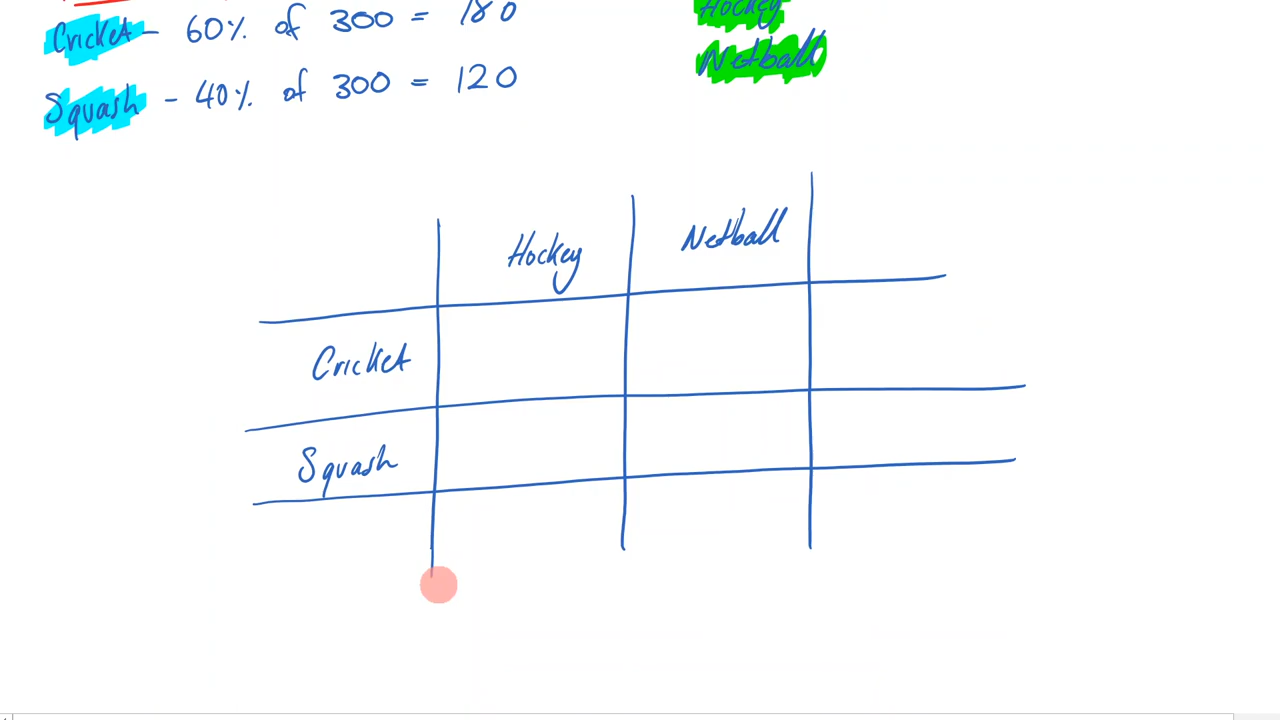 Cricket - 60% of 300 = 180
Squash - 40% of 300 = 120
Hockey
Netball
Hockey Netball
Cricket
Squash